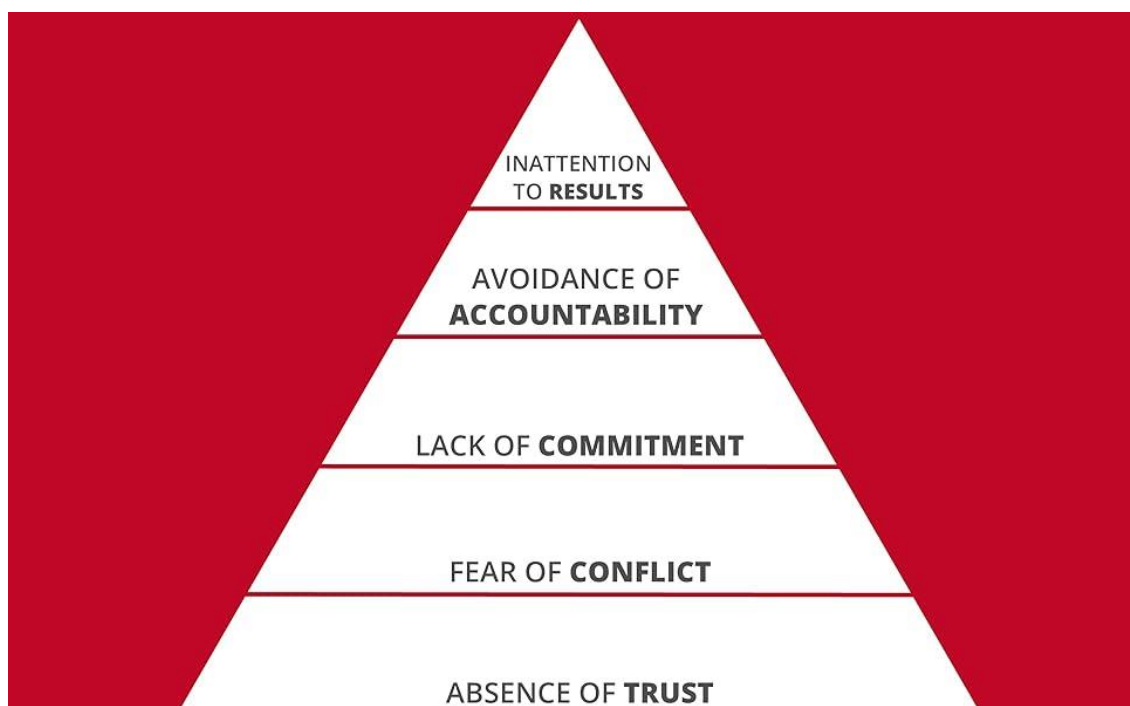 INATTENTION
TO RESULTS
AVOIDANCE OF
ACCOUNTABILITY
LACK OF COMMITMENT
FEAR OF CONFLICT
ABSENCE OF TRUST